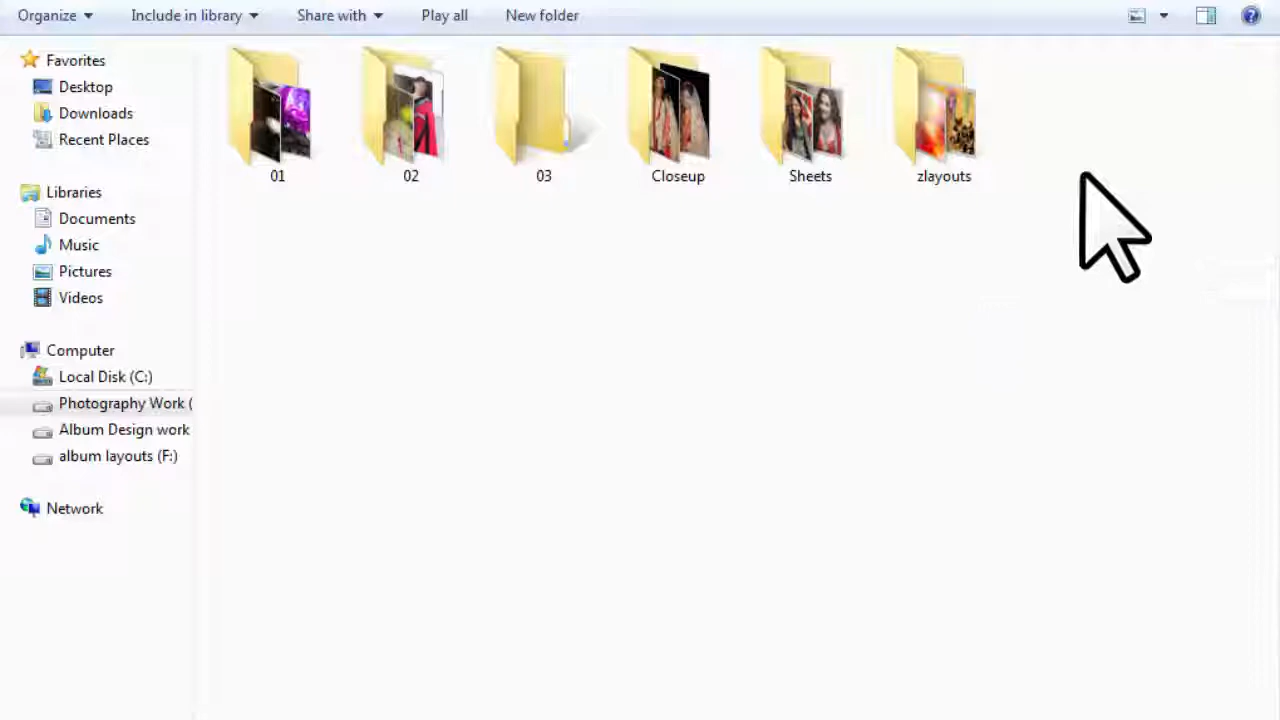 Organize Include in library Share with Play all New folder
Favorites
Desktop
Downloads
Recent Places
Libraries
Documents
Music
Pictures
Videos
Computer
Local Disk (C:)
Photography Work (
Album Design work
album layouts (F:)
Network
01 02 03 Closeup Sheets zlayouts